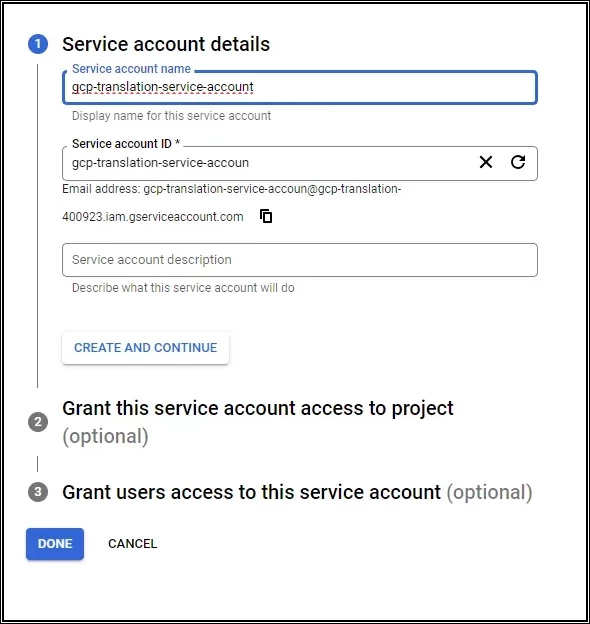 1 Service account details
Service account name
gcp-translation-service-account
Display name for this service account
Service account ID *
gcp-translation-service-accoun
Email address: gcp-translation-service-accoun@gcp-translation-
400923.iam.gserviceaccount.com
Service account description
Describe what this service account will do
CREATE AND CONTINUE
2 Grant this service account access to project
(optional)
3 Grant users access to this service account (optional)
DONE CANCEL